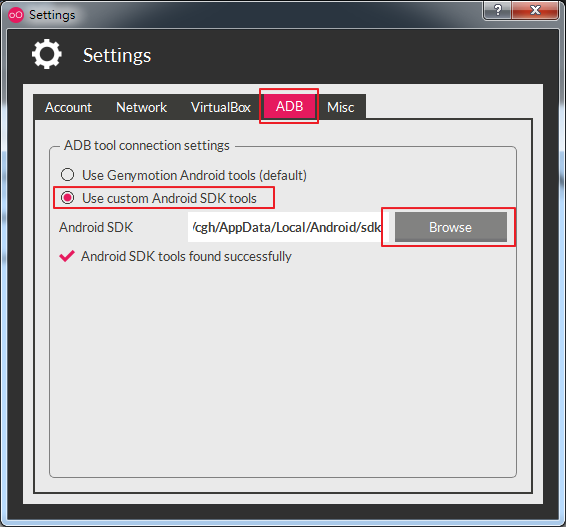 Settings
Settings
Account Network VirtualBox ADB Misc
ADB tool connection settings
Use Genymotion Android tools (default)
Use custom Android SDK tools
Android SDK /cgh/AppData/Local/Android/sdk Browse
Android SDK tools found successfully